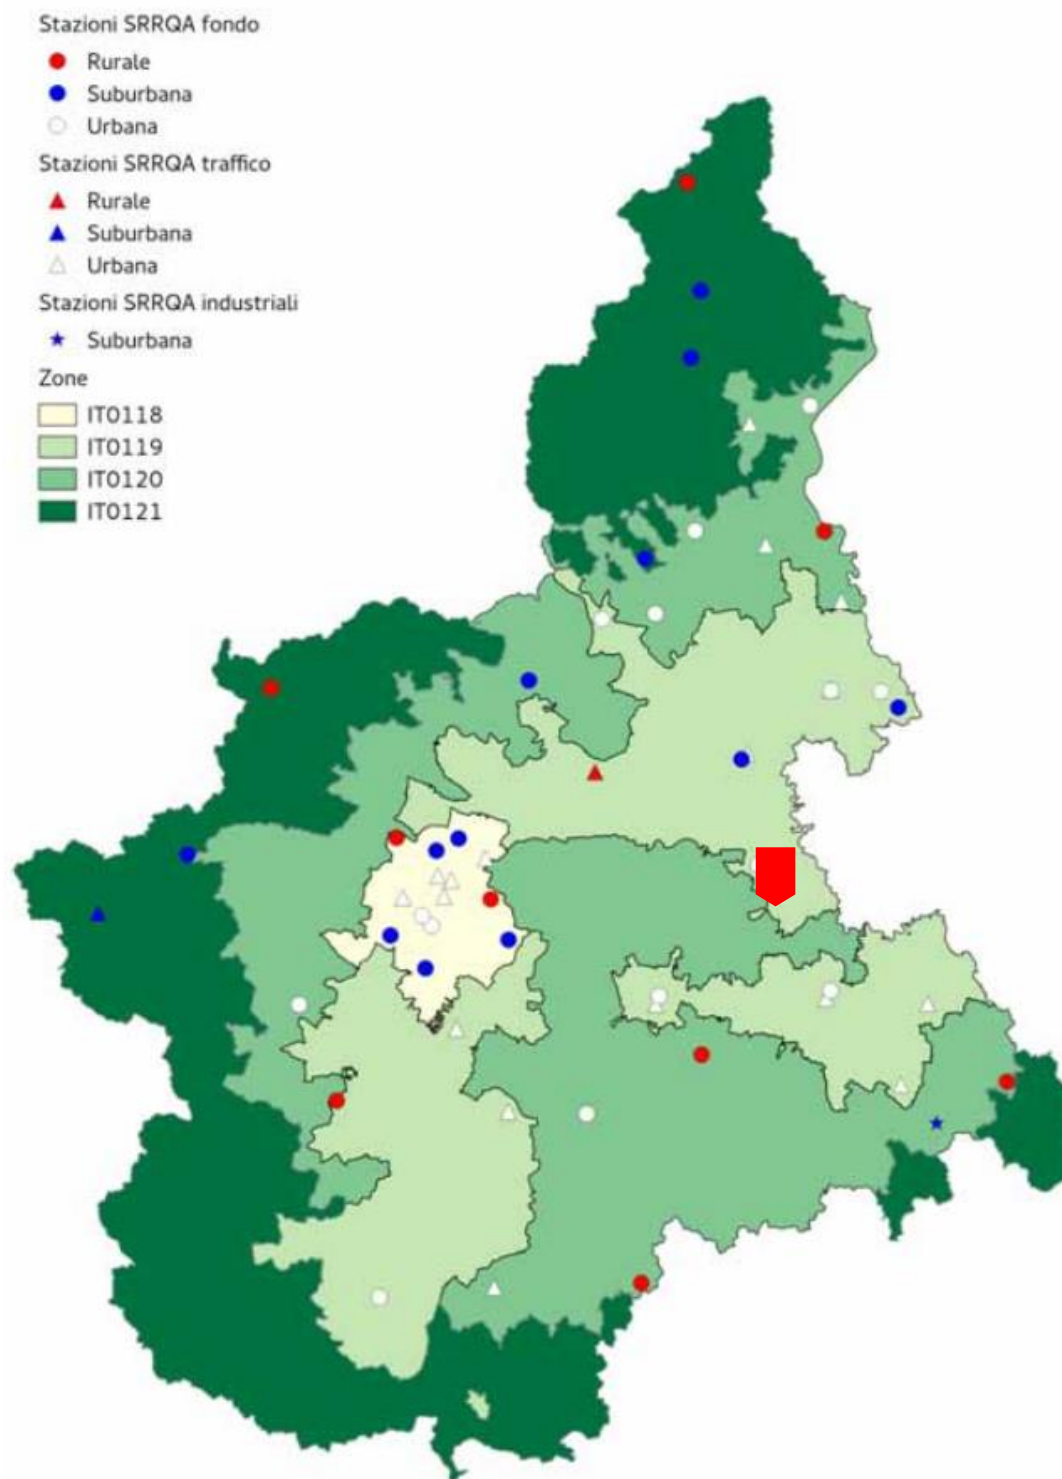 Stazioni SRRQA fondo
Rurale
Suburbana
Urbana
Stazioni SRRQA traffico
Rurale
Suburbana
Urbana
Stazioni SRRQA industriali
Suburbana
Zone
IT0118
IT0119
IT0120
IT0121